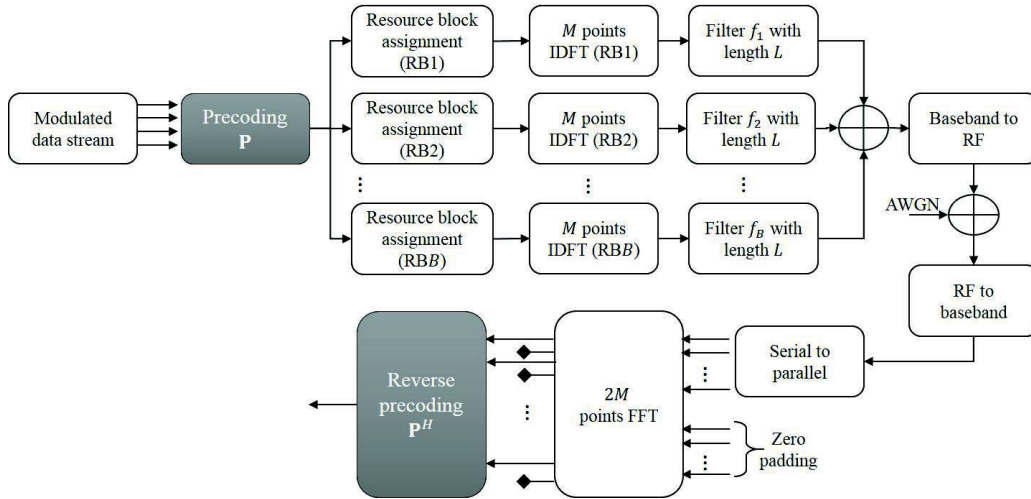 Modulated
data stream
Precoding
P
Resource block
assignment
(RB1)
M points
IDFT (RB1)
Filter f₁ with
length L
Resource block
assignment
(RB2)
M points
IDFT (RB2)
Filter f₂ with
length L
Baseband to
RF
...
...
...
Resource block
assignment
(RBB)
M points
IDFT (RBB)
Filter f_B with
length L
AWGN
RF to
baseband
Serial to
parallel
2M
points FFT
Reverse
precoding
P^H
...
...
...
Zero
padding